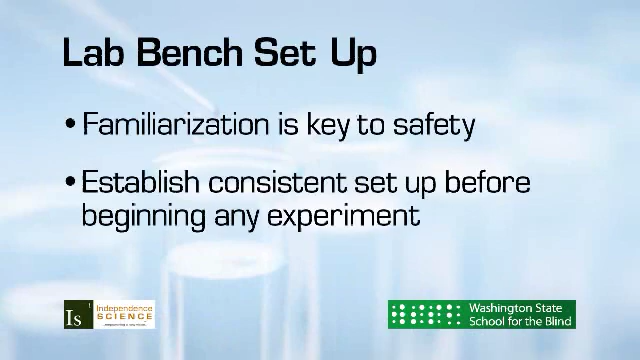 Lab Bench Set Up
• Familiarization is key to safety
• Establish consistent set up before
beginning any experiment
Is
Independence
SCIENCE
Washington State
School for the Blind